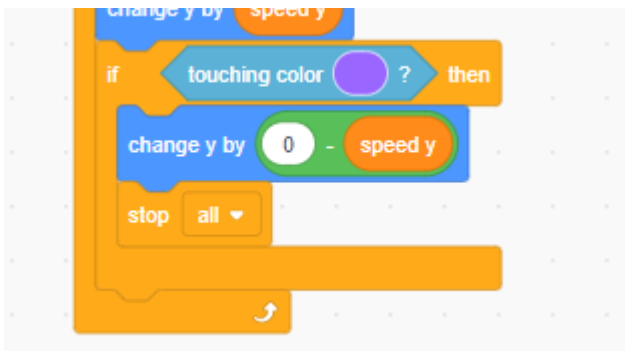 change y by speed y
if touching color ? then
change y by 0 - speed y
stop all